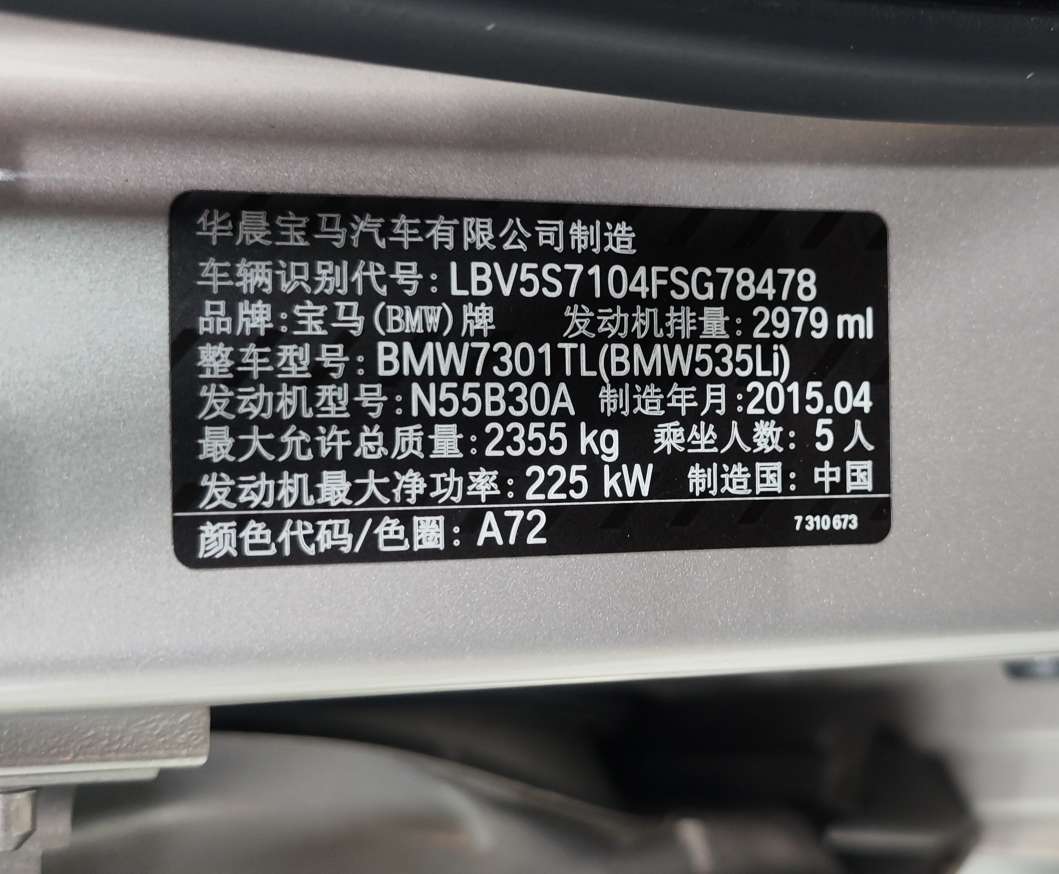 华晨宝马汽车有限公司制造
车辆识别代号：LBV5S7104FSG78478
品牌：宝马(BMW)牌 发动机排量：2979 ml
整车型号：BMW7301TL(BMW535Li)
发动机型号：N55B30A 制造年月：2015.04
最大允许总质量：2355 kg 乘坐人数：5 人
发动机最大净功率：225 kW 制造国：中国
颜色代码/色圈：A72 7 310 673